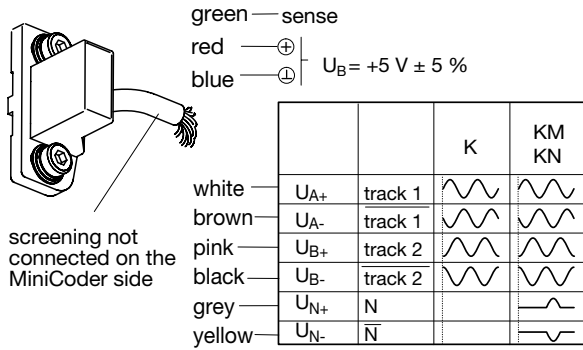 green sense
red
blue
U_B = +5 V ± 5 %
K KM
KN
white U_A+ track 1
brown U_A- track 1
pink U_B+ track 2
black U_B- track 2
grey U_N+ N
yellow U_N- N
screening not
connected on the
MiniCoder side